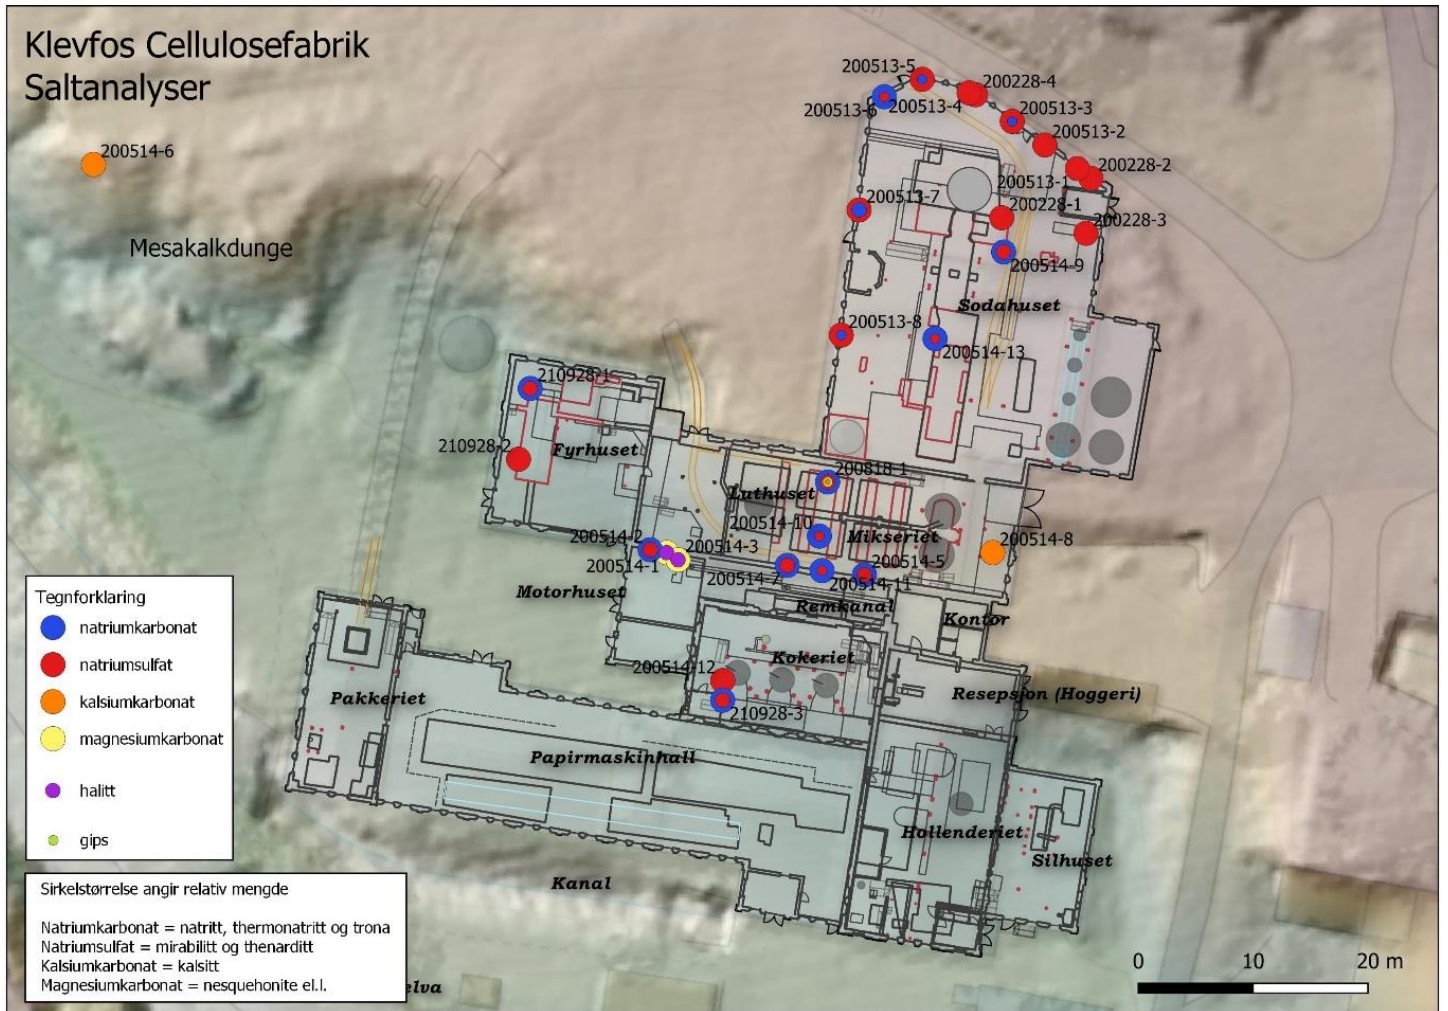 Klevfos Cellulosefabrik
Saltanalyser
200514-6
Mesakalkdunge
200513-5
200228-4
200513-6
200513-4
200513-3
200513-2
200228-2
200513-1
200513-7
200228-1
200228-3
200514-9
Sodahuset
200513-8
200514-13
210928-1
210928-2
Fyrhuset
200818-1
Luthuset
200514-10
Mikseriet
200514-2
200514-3
200514-8
200514-1
200514-7
200514-5
200514-11
Motorhuset
Remkanal
Kontor
200514-12
Kokeriet
Pakkeriet
Resepsjon (Hoggeri)
210928-3
Papirmaskinhall
Hollenderiet
Silhuset
Kanal
Tegnforklaring
natriumkarbonat
natriumsulfat
kalsiumkarbonat
magnesiumkarbonat
halitt
gips
Sirkelstørrelse angir relativ mengde
Natriumkarbonat = natritt, thermonatritt og trona
Natriumsulfat = mirabilitt og thenarditt
Kalsiumkarbonat = kalsitt
Magnesiumkarbonat = nesquehonite el.l.
elva
0 10 20 m